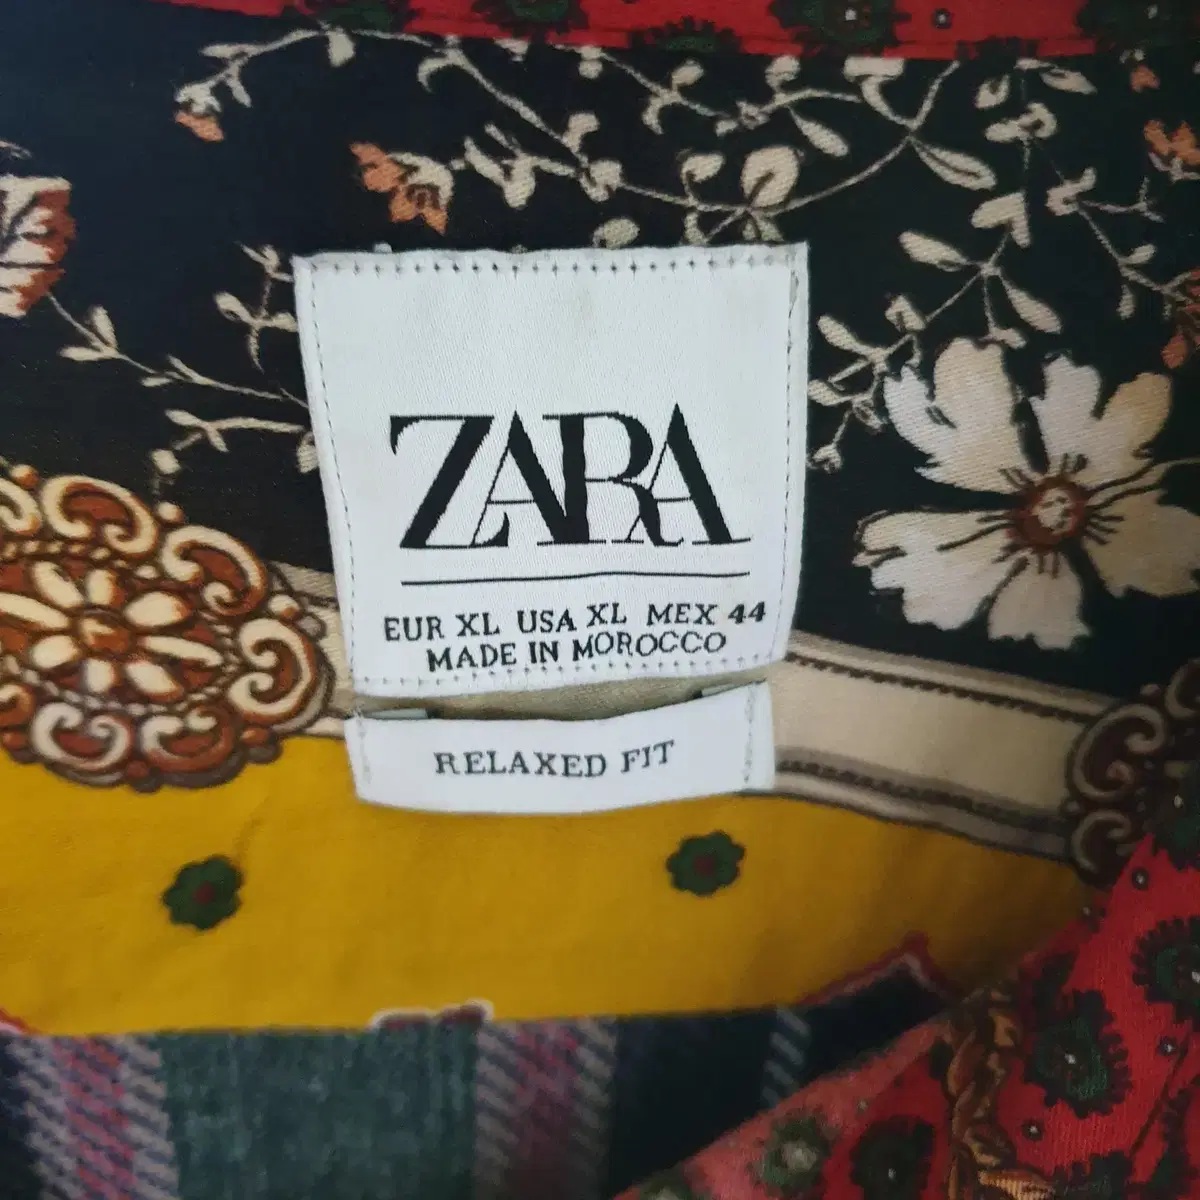 ZARA
EUR XL USA XL MEX 44
MADE IN MOROCCO
RELAXED FIT